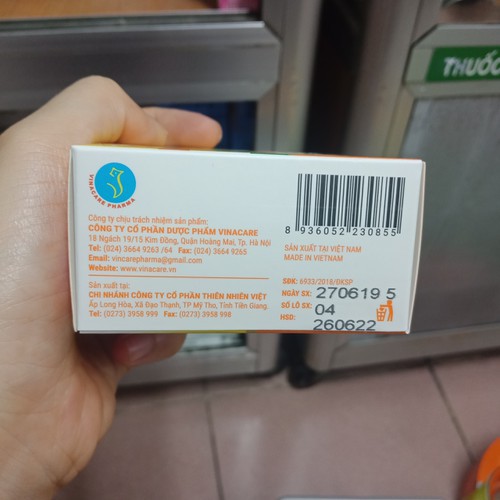 THUỐC
VINACARE PHARMA
Công ty chịu trách nhiệm sản phẩm:
CÔNG TY CỔ PHẦN DƯỢC PHẨM VINACARE
18 Ngách 19/15 Kim Đồng, Quận Hoàng Mai, Tp. Hà Nội
Tel: (024) 3664 9263 /64 Fax: (024) 3664 9265
Email: vincarepharma@gmail.com
Website: www.vinacare.vn
Sản xuất tại:
CHI NHÁNH CÔNG TY CỔ PHẦN THIÊN NHIÊN VIỆT
Ấp Long Hòa, Xã Đạo Thạnh, TP Mỹ Tho, Tỉnh Tiền Giang.
Tel: (0273) 3958 999 Fax: (0273) 3958 998
8 936052 230855
SẢN XUẤT TẠI VIỆT NAM
MADE IN VIETNAM
SĐK: 6933/2018/ĐKSP
NGÀY SX: 270619 5
SỐ LÔ SX: 04
HSD: 260622